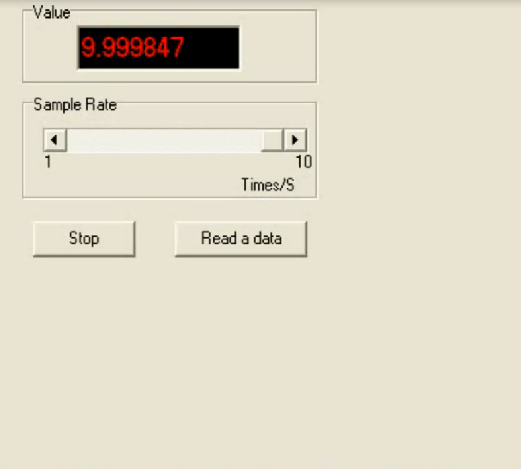 Value
9.999847
Sample Rate
1 10
Times/S
Stop Read a data